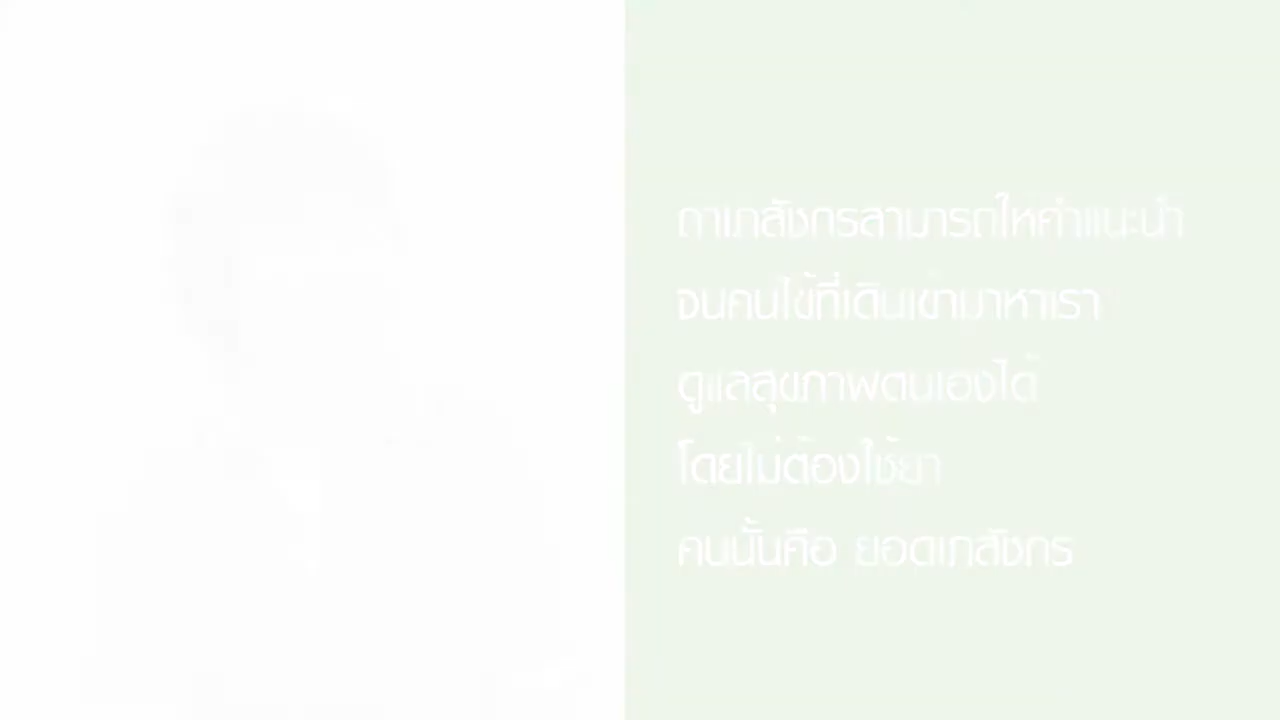 ถ้าเภสัชกรสามารถให้คำแนะนำ
จนคนไข้ที่เดินเข้ามาหาเรา
ดูแลสุขภาพตนเองได้
โดยไม่ต้องใช้ยา
คนนั้นคือ ยอดเภสัชกร